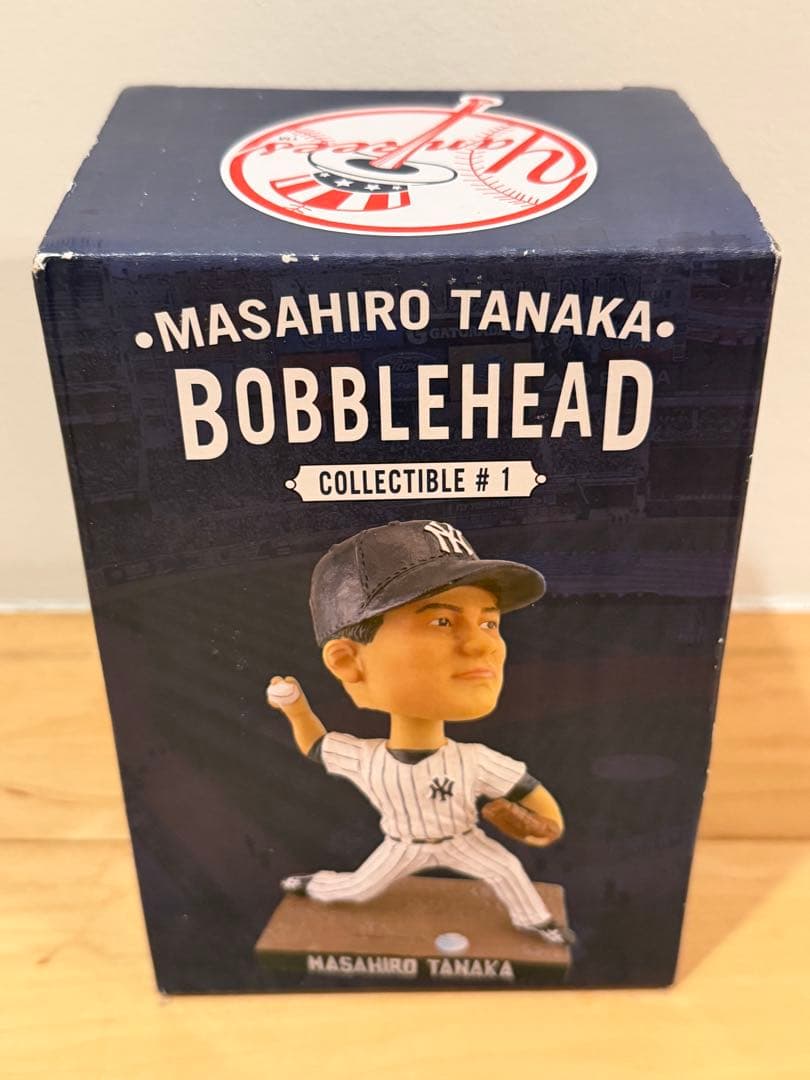 Yankees
•MASAHIRO TANAKA•
BOBBLEHEAD
COLLECTIBLE # 1
NY
NY
MASAHIRO TANAKA